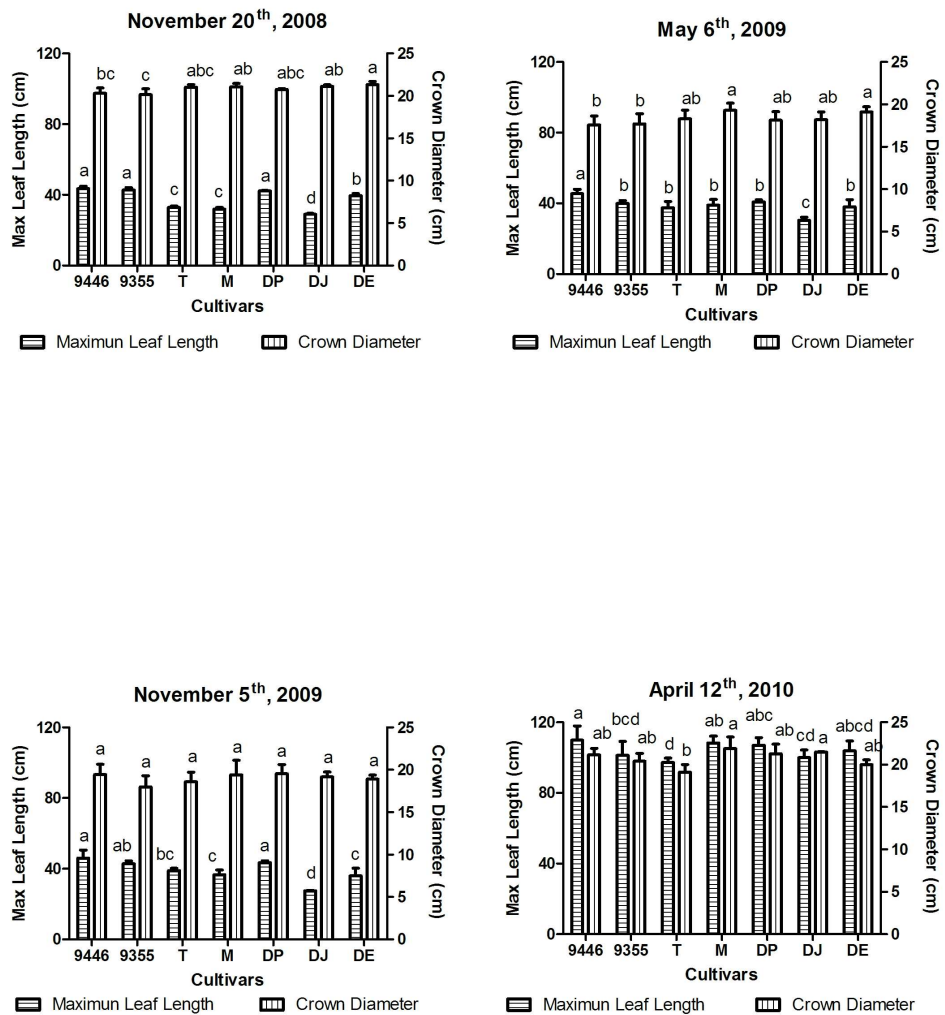 November 20th, 2008
Max Leaf Length (cm)
120
80
40
0
bc c abc ab abc ab a
a a c c a d b
25
20
15
10
5
0
Crown Diameter (cm)
9446 9355 T M DP DJ DE
Cultivars
Maximun Leaf Length Crown Diameter
May 6th, 2009
Max Leaf Length (cm)
120
80
40
0
b b ab a ab ab a
a b b b b c b
25
20
15
10
5
0
Crown Diameter (cm)
9446 9355 T M DP DJ DE
Cultivars
Maximun Leaf Length Crown Diameter
November 5th, 2009
Max Leaf Length (cm)
120
80
40
0
a a a a a a a
a ab bc c a d c
25
20
15
10
5
0
Crown Diameter (cm)
9446 9355 T M DP DJ DE
Cultivars
Maximun Leaf Length Crown Diameter
April 12th, 2010
Max Leaf Length (cm)
120
80
40
0
a ab bcd ab d b ab a abc ab cd a abcd ab
25
20
15
10
5
0
Crown Diameter (cm)
9446 9355 T M DP DJ DE
Cultivars
Maximun Leaf Length Crown Diameter